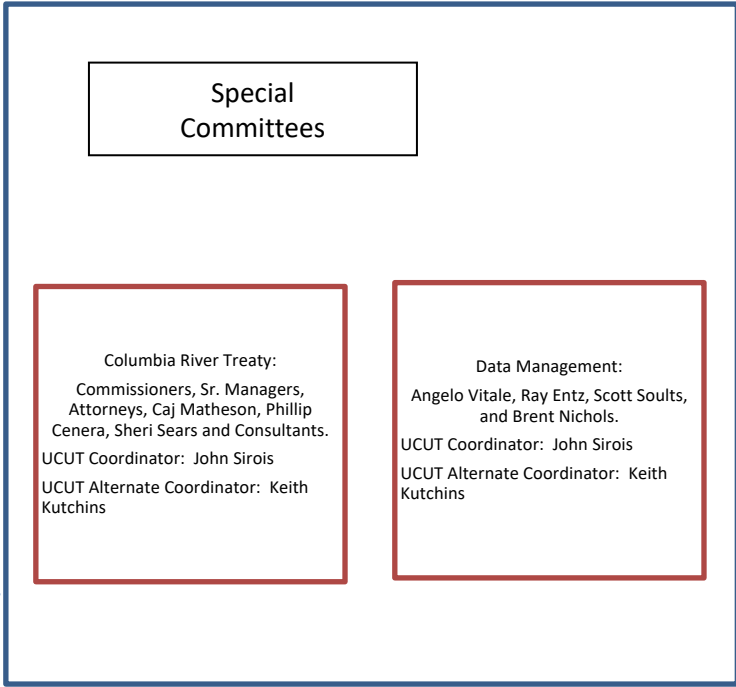 Special
Committees
Columbia River Treaty:
Commissioners, Sr. Managers,
Attorneys, Caj Matheson, Phillip
Cenera, Sheri Sears and Consultants.
UCUT Coordinator:  John Sirois
UCUT Alternate Coordinator:  Keith
Kutchins
Data Management:
Angelo Vitale, Ray Entz, Scott Soults,
and Brent Nichols.
UCUT Coordinator:  John Sirois
UCUT Alternate Coordinator:  Keith
Kutchins